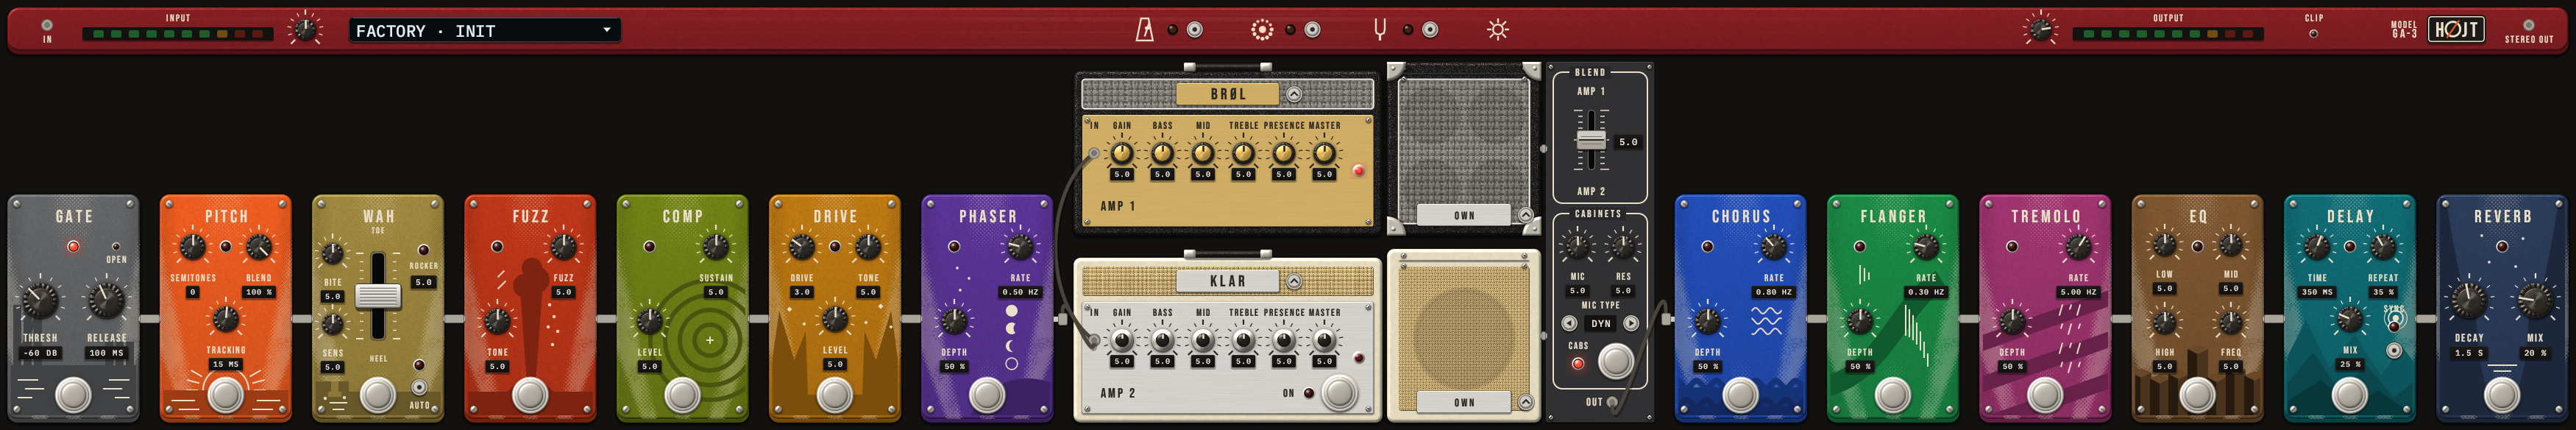 INPUT
IN
FACTORY · INIT
OUTPUT
CLIP
MODEL
GA-3
HØJT
STEREO OUT
GATE
OPEN
THRESH
-60 DB
RELEASE
100 MS
PITCH
SEMITONES
0
BLEND
100 %
TRACKING
15 MS
WAH
TOE
BITE
5.0
ROCKER
5.0
SENS
5.0
HEEL
AUTO
FUZZ
FUZZ
5.0
TONE
5.0
COMP
SUSTAIN
5.0
LEVEL
5.0
DRIVE
DRIVE
3.0
TONE
5.0
LEVEL
5.0
PHASER
RATE
0.50 HZ
DEPTH
50 %
BRØL
IN GAIN BASS MID TREBLE PRESENCE MASTER
5.0 5.0 5.0 5.0 5.0 5.0
AMP 1
OWN
KLAR
IN GAIN BASS MID TREBLE PRESENCE MASTER
5.0 5.0 5.0 5.0 5.0 5.0
AMP 2
ON
OWN
BLEND
AMP 1
5.0
AMP 2
CABINETS
MIC RES
5.0 5.0
MIC TYPE
DYN
CABS
OUT
CHORUS
RATE
0.80 HZ
DEPTH
50 %
FLANGER
RATE
0.30 HZ
DEPTH
50 %
TREMOLO
RATE
5.00 HZ
DEPTH
50 %
EQ
LOW
5.0
MID
5.0
HIGH
5.0
FREQ
5.0
DELAY
TIME
350 MS
REPEAT
35 %
SYNC
MIX
25 %
REVERB
DECAY
1.5 S
MIX
20 %